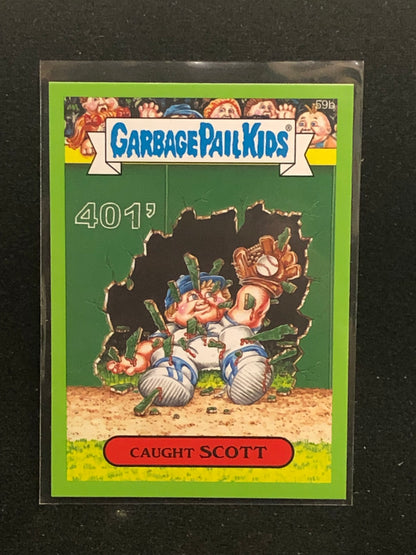 59b
GARBAGE PAIL KIDS®
401'
CAUGHT SCOTT